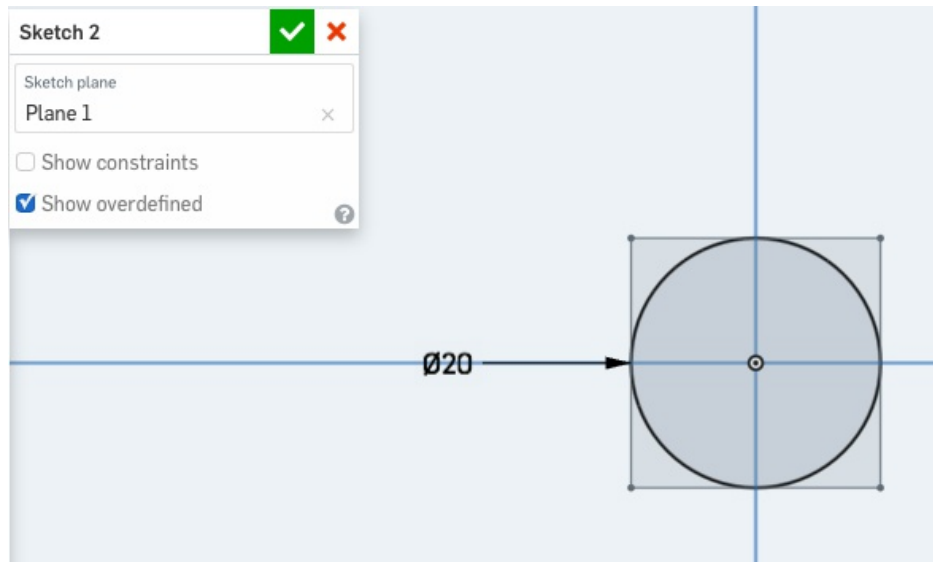 Sketch 2
Sketch plane
Plane 1
Show constraints
Show overdefined
?
Ø20